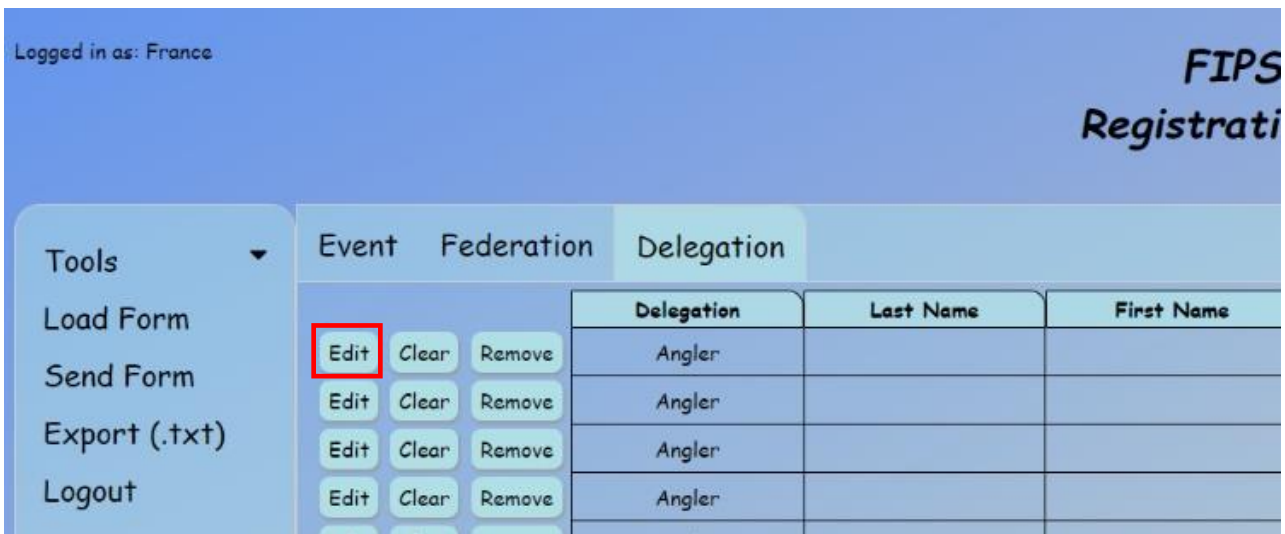 Logged in as: France
FIPS
Registrati
Tools
Load Form
Send Form
Export (.txt)
Logout
Event Federation Delegation
Delegation Last Name First Name
Edit Clear Remove Angler
Edit Clear Remove Angler
Edit Clear Remove Angler
Edit Clear Remove Angler